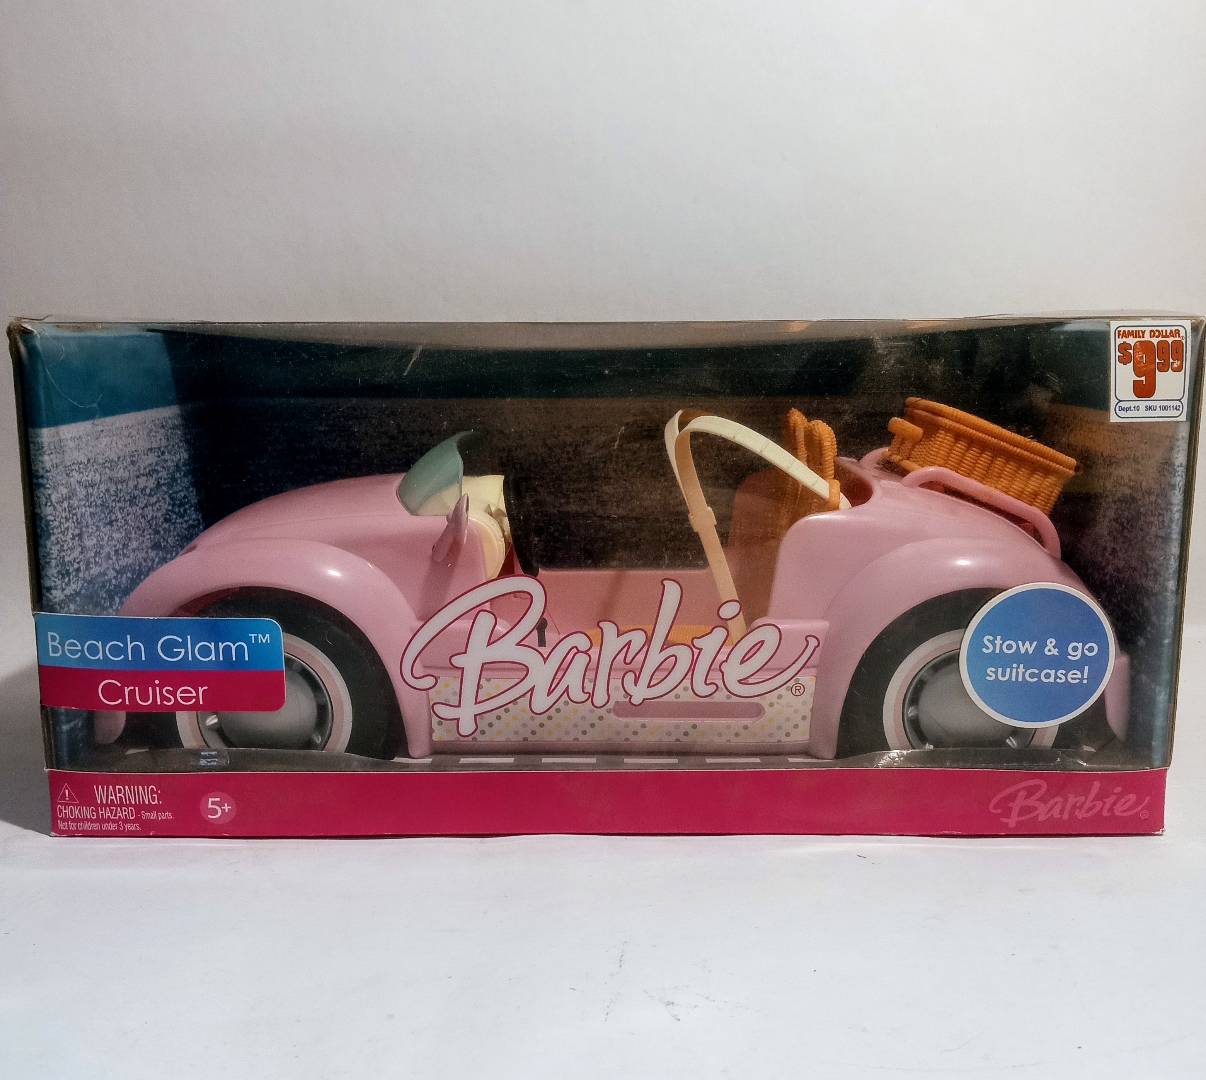 FAMILY DOLLAR
$9.99
Dept.10 SKU 1001142
Barbie®
Beach Glam™
Cruiser
Stow & go
suitcase!
WARNING:
CHOKING HAZARD - Small parts.
Not for children under 3 years.
5+
Barbie®